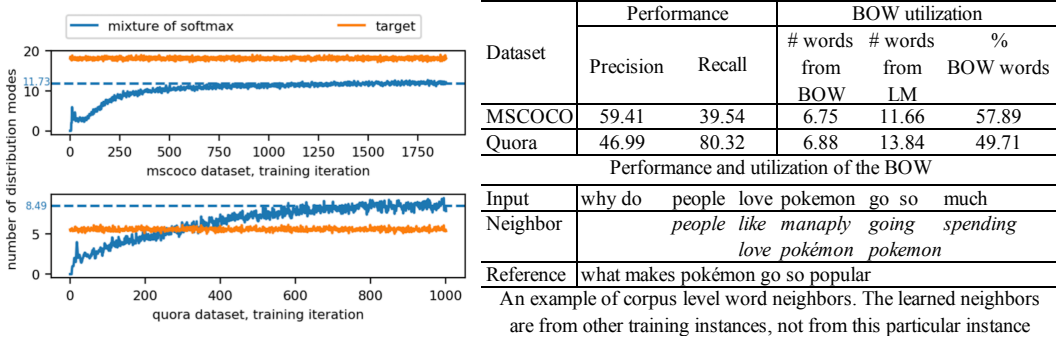 mixture of softmax
target
number of distribution modes
20
11.73
10
0
0 250 500 750 1000 1250 1500 1750
mscoco dataset, training iteration
8.49
5
0
0 200 400 600 800 1000
quora dataset, training iteration
Dataset Performance BOW utilization
Precision Recall # words from BOW # words from LM % BOW words
MSCOCO 59.41 39.54 6.75 11.66 57.89
Quora 46.99 80.32 6.88 13.84 49.71
Performance and utilization of the BOW
Input why do people love pokemon go so much
Neighbor people like manaply going spending
love pokémon pokemon
Reference what makes pokémon go so popular
An example of corpus level word neighbors. The learned neighbors
are from other training instances, not from this particular instance